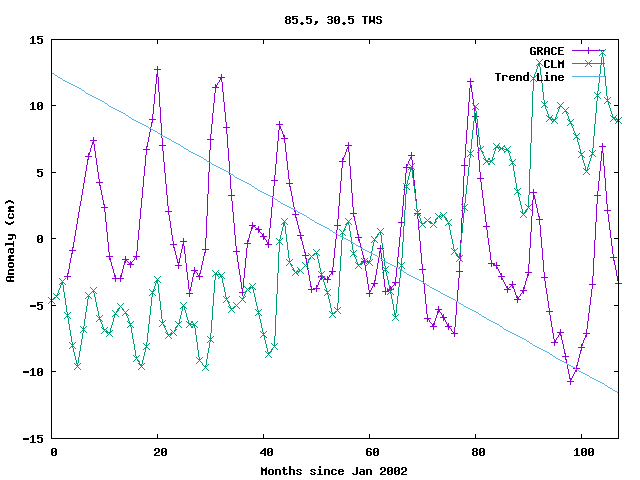 85.5, 30.5 TWS
GRACE
CLM
Trend Line
15
10
5
0
-5
-10
-15
Anomaly (cm)
0 20 40 60 80 100
Months since Jan 2002